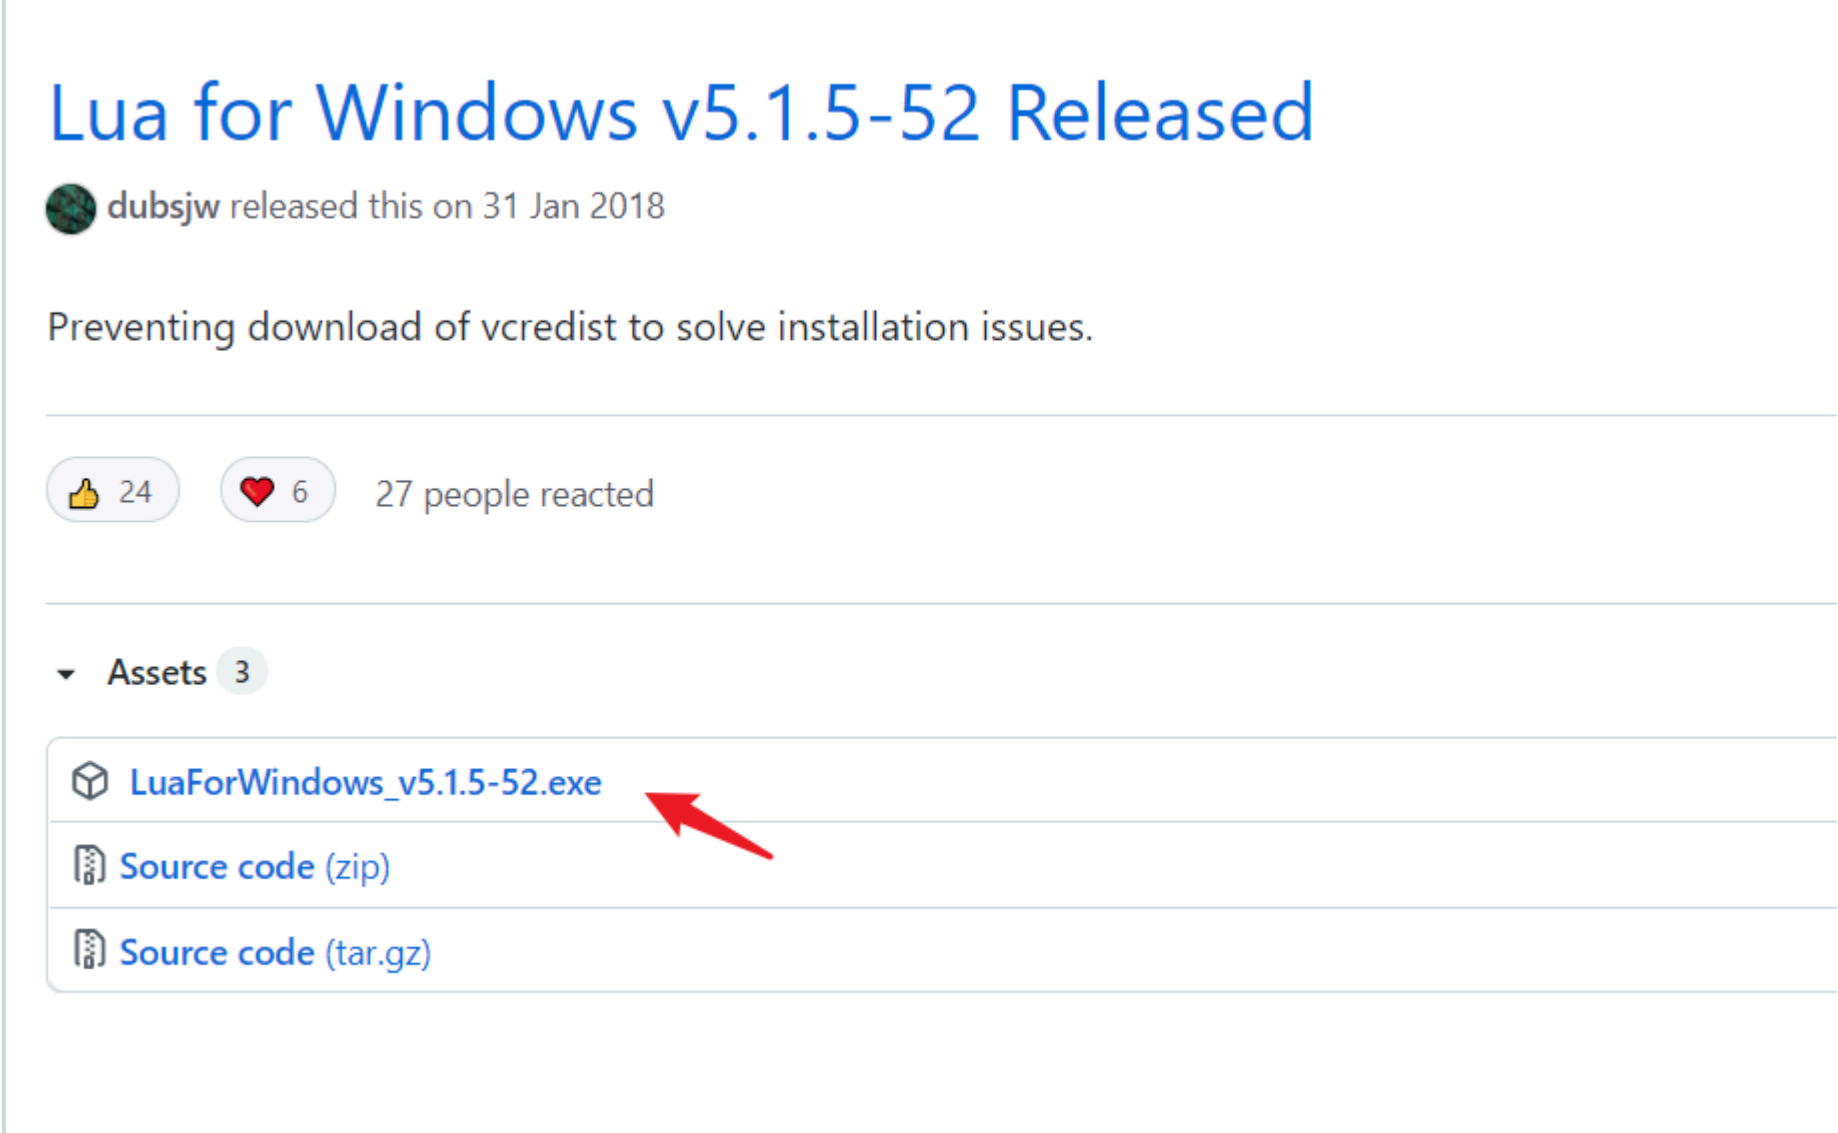 Lua for Windows v5.1.5-52 Released
dubsjw released this on 31 Jan 2018
Preventing download of vcredist to solve installation issues.
👍 24 ❤️ 6 27 people reacted
Assets 3
LuaForWindows_v5.1.5-52.exe
Source code (zip)
Source code (tar.gz)